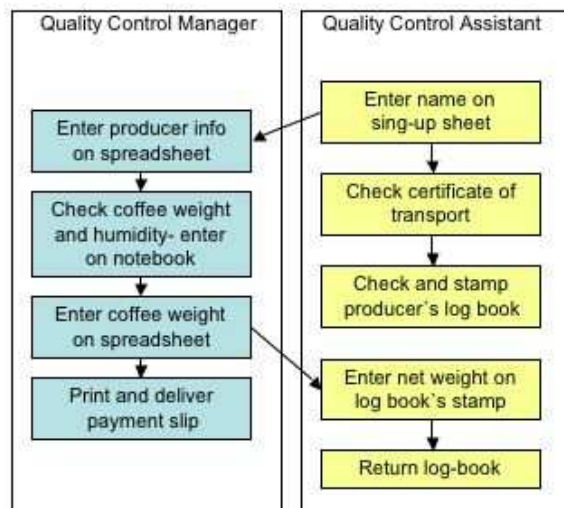 Quality Control Manager
Enter producer info
on spreadsheet
Check coffee weight
and humidity- enter
on notebook
Enter coffee weight
on spreadsheet
Print and deliver
payment slip
Quality Control Assistant
Enter name on
sing-up sheet
Check certificate of
transport
Check and stamp
producer´s log book
Enter net weight on
log book`s stamp
Return log-book